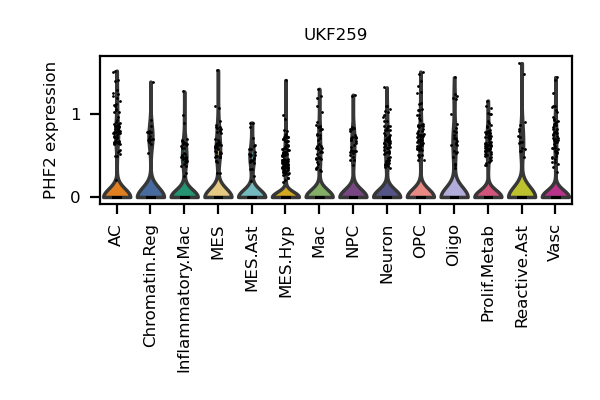 UKF259
PHF2 expression
1
0
AC
Chromatin.Reg
Inflammatory.Mac
MES
MES.Ast
MES.Hyp
Mac
NPC
Neuron
OPC
Oligo
Prolif.Metab
Reactive.Ast
Vasc